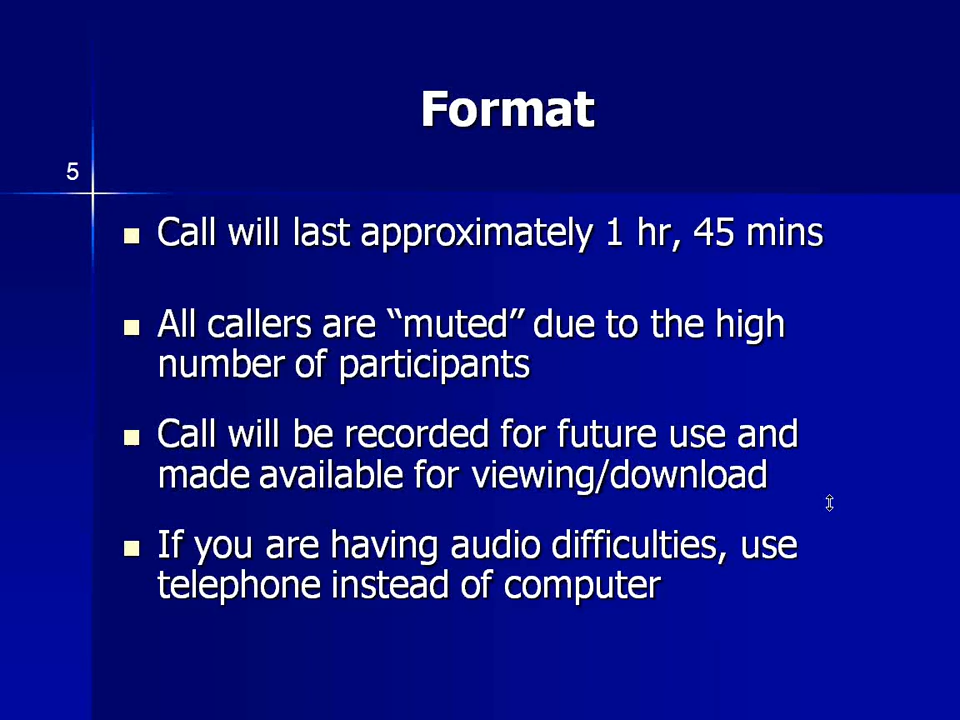 Format
5
Call will last approximately 1 hr, 45 mins
All callers are “muted” due to the high
number of participants
Call will be recorded for future use and
made available for viewing/download
If you are having audio difficulties, use
telephone instead of computer